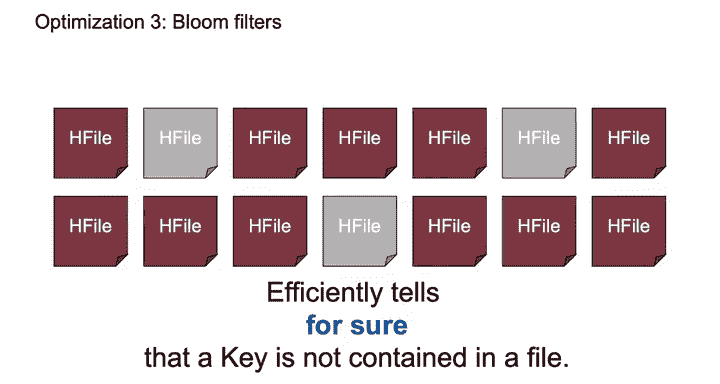 Optimization 3: Bloom filters
HFile HFile HFile HFile HFile HFile HFile
HFile HFile HFile HFile HFile HFile HFile
Efficiently tells
for sure
that a Key is not contained in a file.